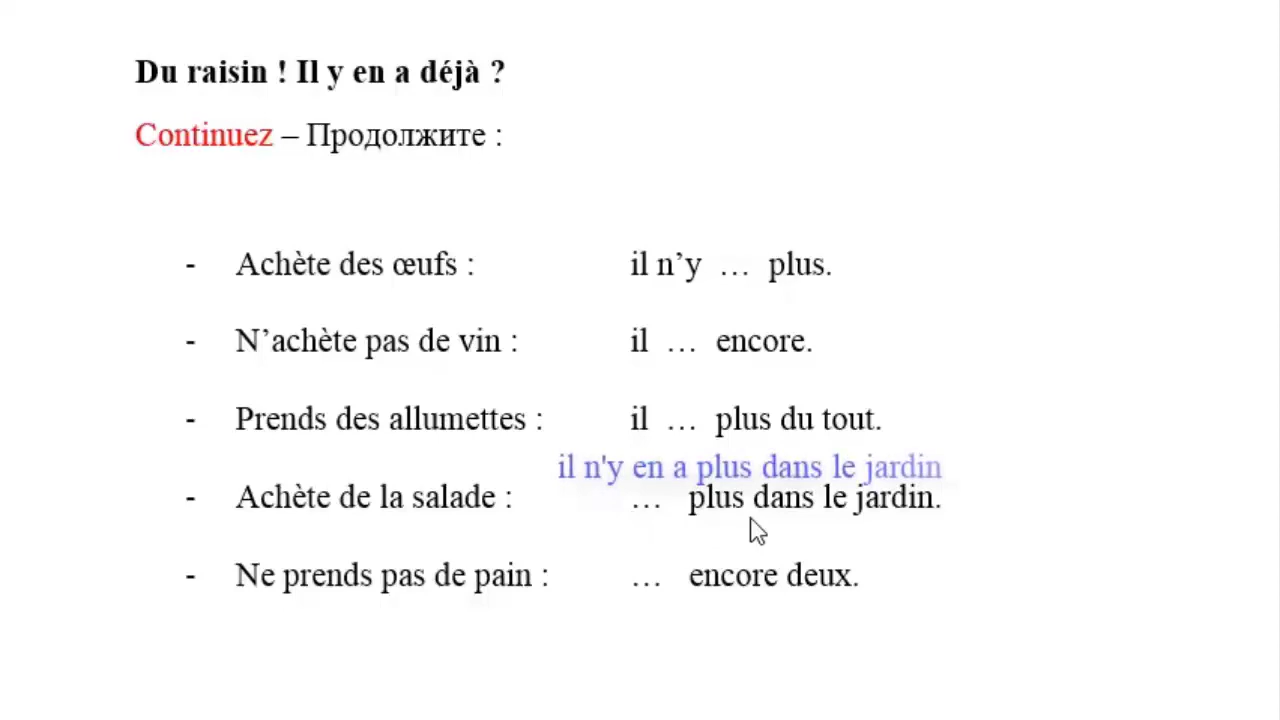 Du raisin ! Il y en a déjà ?
Continuez – Продолжите :
- Achète des œufs : il n’y … plus.
- N’achète pas de vin : il … encore.
- Prends des allumettes : il … plus du tout.
il n'y en a plus dans le jardin
- Achète de la salade : … plus dans le jardin.
- Ne prends pas de pain : … encore deux.